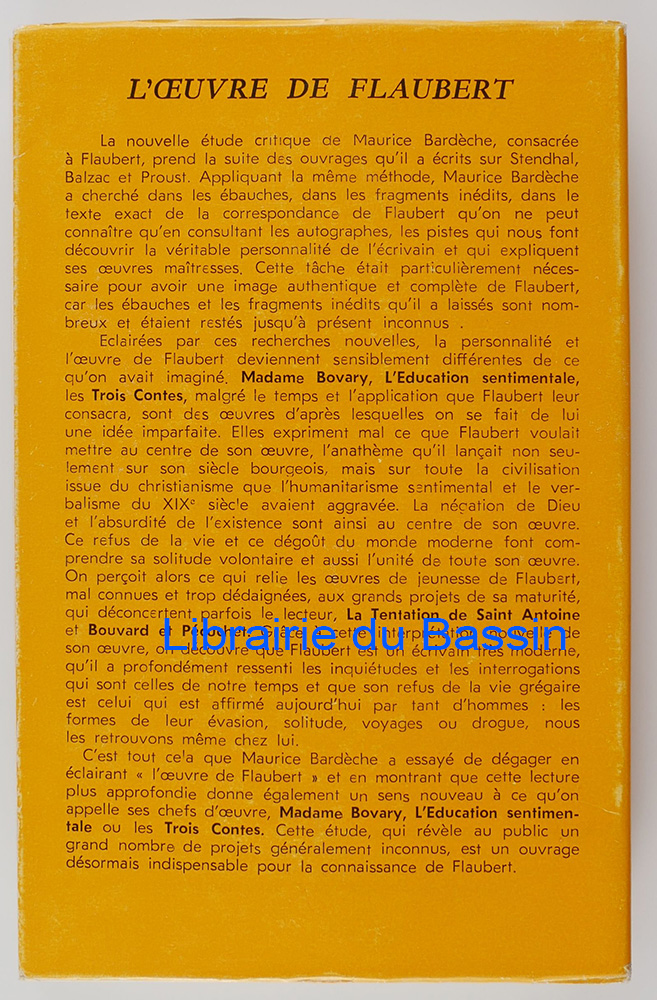 L'ŒUVRE DE FLAUBERT
La nouvelle étude critique de Maurice Bardèche, consacrée
à Flaubert, prend la suite des ouvrages qu'il a écrits sur Stendhal,
Balzac et Proust. Appliquant la même méthode, Maurice Bardèche
a cherché dans les ébauches, dans les fragments inédits, dans le
texte exact de la correspondance de Flaubert qu'on ne peut
connaître qu'en consultant les autographes, les pistes qui nous font
découvrir la véritable personnalité de l'écrivain et qui expliquent
ses œuvres maîtresses. Cette tâche était particulièrement néces-
saire pour avoir une image authentique et complète de Flaubert,
car les ébauches et les fragments inédits qu'il a laissés sont nom-
breux et étaient restés jusqu'à présent inconnus .
Eclairées par ces recherches nouvelles, la personnalité et
l'œuvre de Flaubert deviennent sensiblement différentes de ce
qu'on avait imaginé. Madame Bovary, L'Education sentimentale,
les Trois Contes, malgré le temps et l'application que Flaubert leur
consacra, sont des œuvres d'après lesquelles on se fait de lui
une idée imparfaite. Elles expriment mal ce que Flaubert voulait
mettre au centre de son œuvre, l'anathème qu'il lançait non seu-
lement sur son siècle bourgeois, mais sur toute la civilisation
issue du christianisme que l'humanitarisme sentimental et le ver-
balisme du XIXe siècle avaient aggravée. La négation de Dieu
et l'absurdité de l'existence sont ainsi au centre de son œuvre.
Ce refus de la vie et ce dégoût du monde moderne font com-
prendre sa solitude volontaire et aussi l'unité de toute son œuvre.
On perçoit alors ce qui relie les œuvres de jeunesse de Flaubert,
mal connues et trop dédaignées, aux grands projets de sa maturité,
qui déconcertent parfois le lecteur, La Tentation de Saint Antoine
et Bouvard et Pécuchet. Grâce à cette interprétation nouvelle de
Librairie du Bassin
son œuvre, on découvre que Flaubert est un écrivain très moderne,
qu'il a profondément ressenti les inquiétudes et les interrogations
qui sont celles de notre temps et que son refus de la vie grégaire
est celui qui est affirmé aujourd'hui par tant d'hommes : les
formes de leur évasion, solitude, voyages ou drogue, nous
les retrouvons même chez lui.
C'est tout cela que Maurice Bardèche a essayé de dégager en
éclairant « l'œuvre de Flaubert » et en montrant que cette lecture
plus approfondie donne également un sens nouveau à ce qu'on
appelle ses chefs d'œuvre, Madame Bovary, L'Education sentimen-
tale ou les Trois Contes. Cette étude, qui révèle au public un
grand nombre de projets généralement inconnus, est un ouvrage
désormais indispensable pour la connaissance de Flaubert.